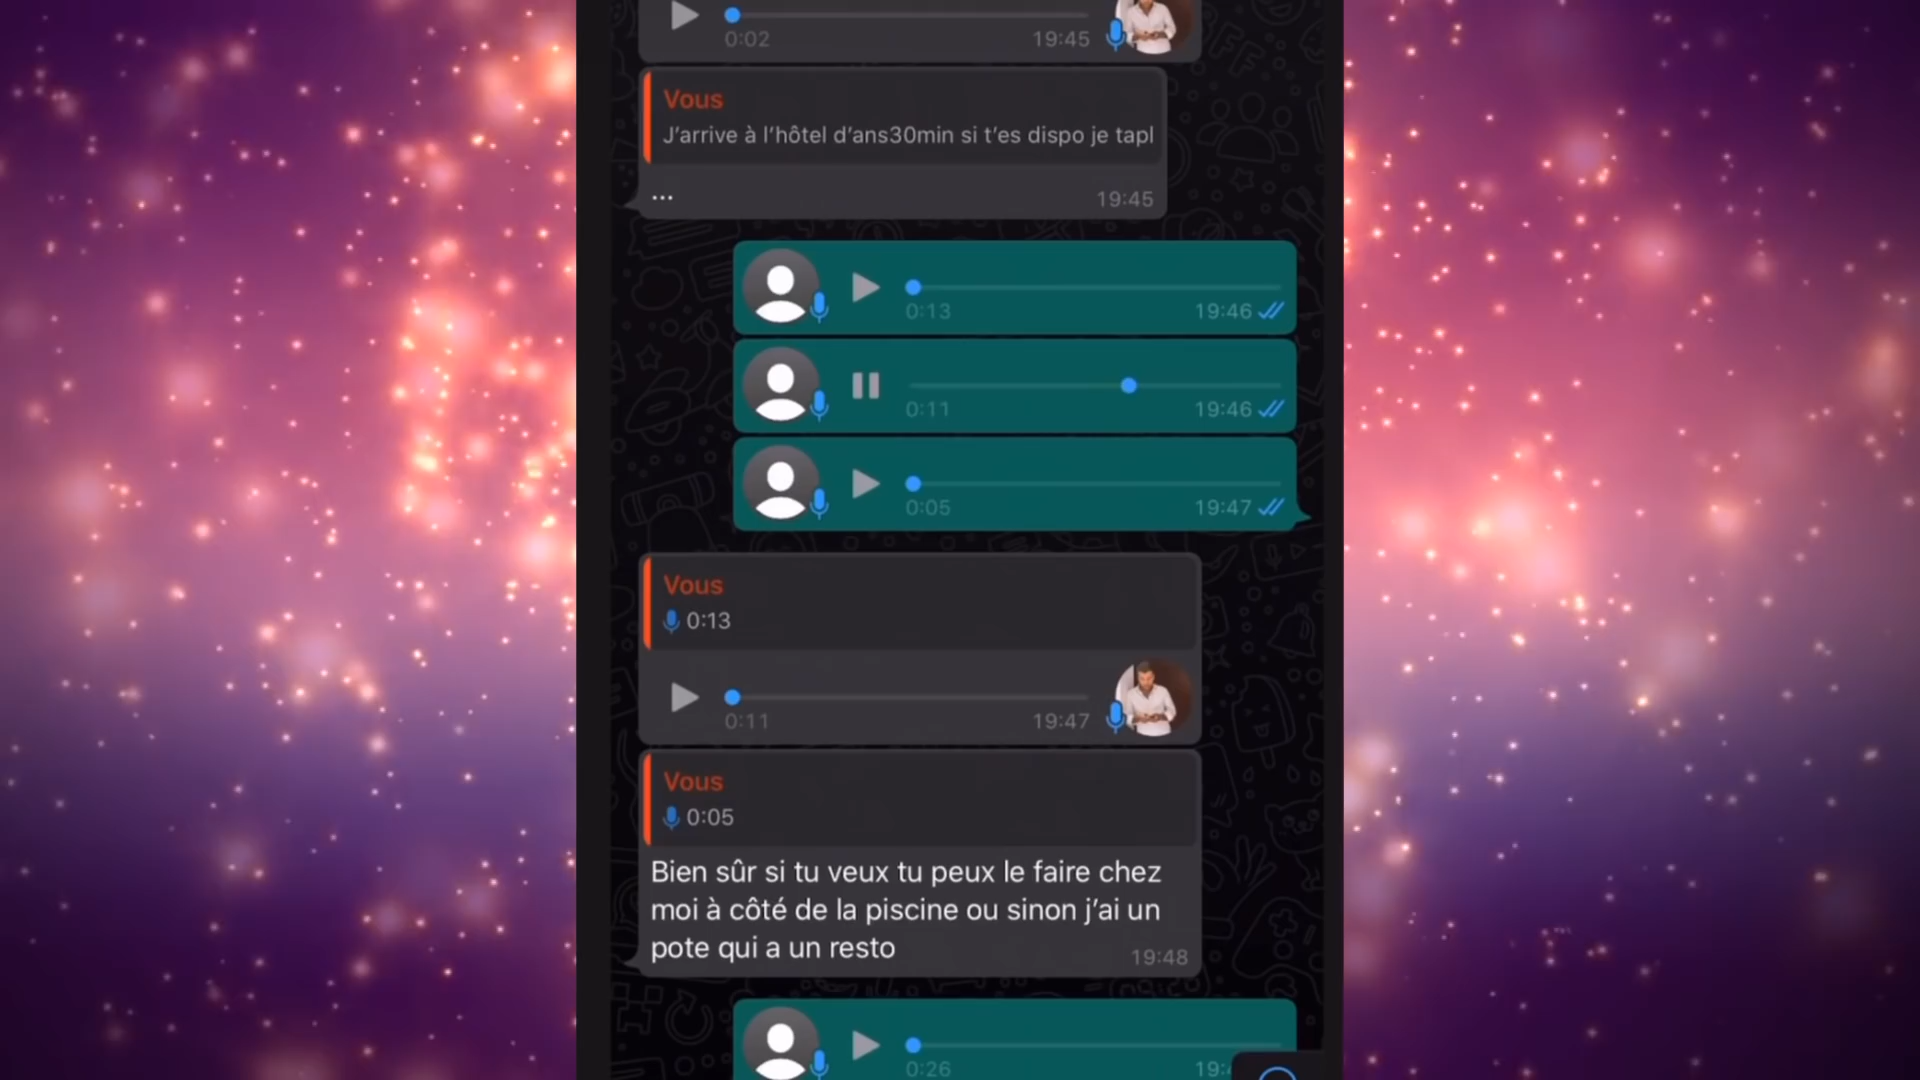 0:02 19:45
Vous
J'arrive à l'hôtel d'ans30min si t'es dispo je tapl
... 19:45
0:13 19:46
0:11 19:46
0:05 19:47
Vous
0:13
0:11 19:47
Vous
0:05
Bien sûr si tu veux tu peux le faire chez
moi à côté de la piscine ou sinon j'ai un
pote qui a un resto
19:48
0:26